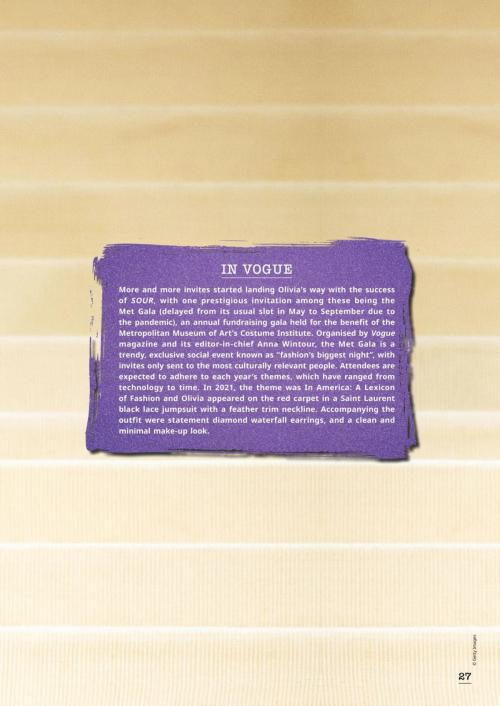 IN VOGUE
More and more invites started landing Olivia's way with the success
of SOUR, with one prestigious invitation among these being the
Met Gala (delayed from its usual slot in May to September due to
the pandemic), an annual fundraising gala held for the benefit of the
Metropolitan Museum of Art's Costume Institute. Organised by Vogue
magazine and its editor-in-chief Anna Wintour, the Met Gala is a
trendy, exclusive social event known as "fashion's biggest night", with
invites only sent to the most culturally relevant people. Attendees are
expected to adhere to each year's themes, which have ranged from
technology to time. In 2021, the theme was In America: A Lexicon
of Fashion and Olivia appeared on the red carpet in a Saint Laurent
black lace jumpsuit with a feather trim neckline. Accompanying the
outfit were statement diamond waterfall earrings, and a clean and
minimal make-up look.
© Getty Images
27